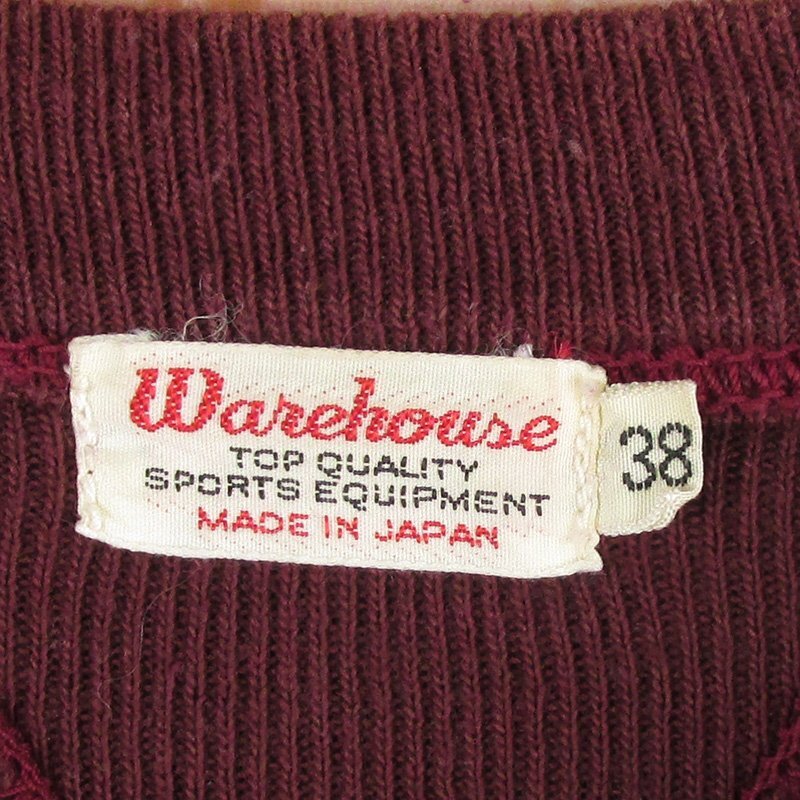 Warehouse
TOP QUALITY
SPORTS EQUIPMENT
MADE IN JAPAN
38